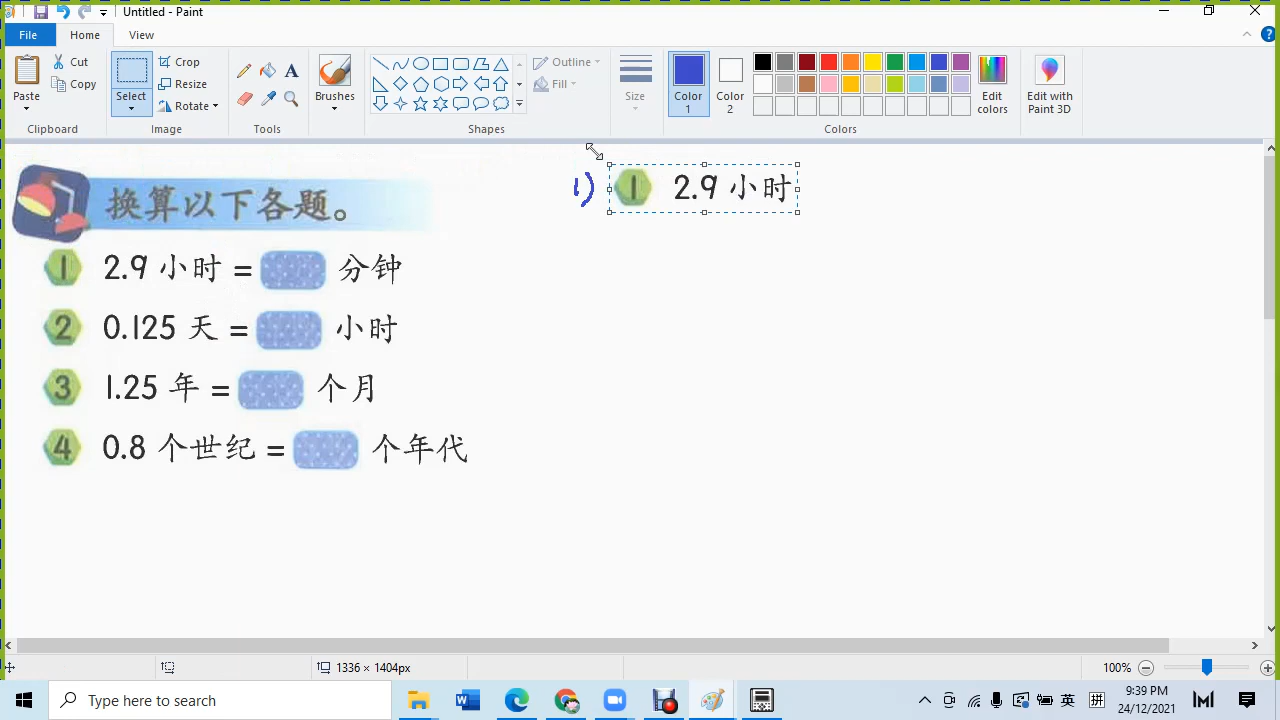 Untitled - Paint
File Home View
Paste Cut Copy Select Crop Resize Rotate Brushes Outline Fill Size Color 1 Color 2 Edit colors Edit with Paint 3D
Clipboard Image Tools Shapes Colors
换算以下各题。
1 2.9 小时 = 分钟
2 0.125 天 = 小时
3 1.25 年 = 个月
4 0.8 个世纪 = 个年代
1) 1 2.9 小时
1336 × 1404px 100%
Type here to search
英 拼 9:39 PM
24/12/2021